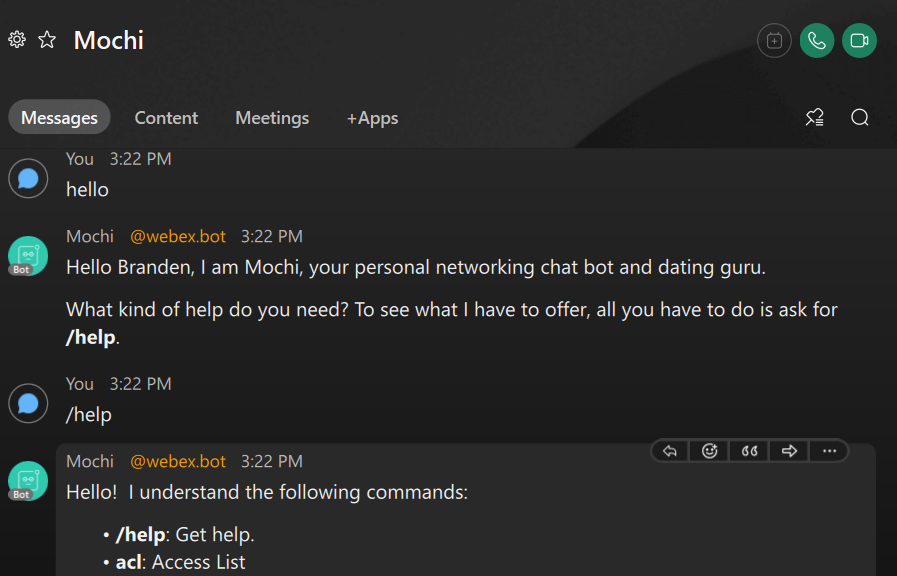 Mochi
Messages Content Meetings +Apps
You 3:22 PM
hello
Mochi @webex.bot 3:22 PM
Bot
Hello Branden, I am Mochi, your personal networking chat bot and dating guru.
What kind of help do you need? To see what I have to offer, all you have to do is ask for
/help.
You 3:22 PM
/help
Mochi @webex.bot 3:22 PM
Bot
Hello! I understand the following commands:
• /help: Get help.
• acl: Access List